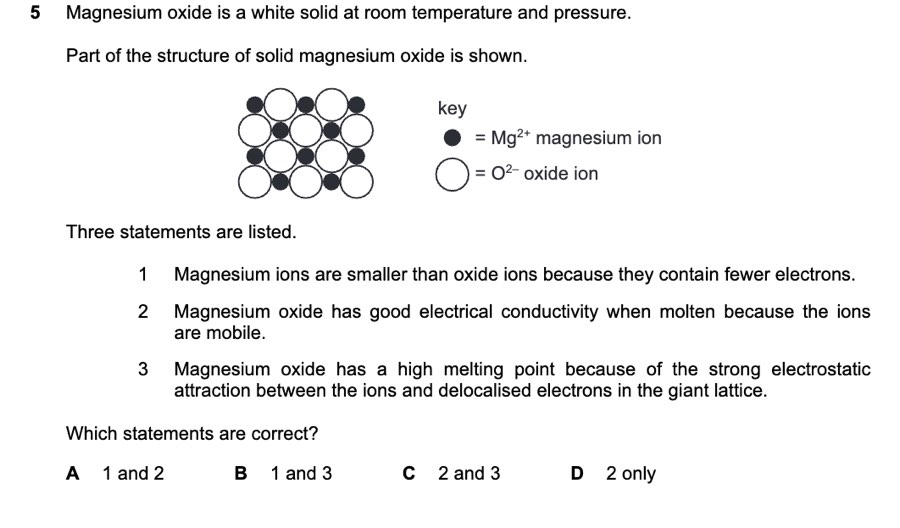 5 Magnesium oxide is a white solid at room temperature and pressure.
Part of the structure of solid magnesium oxide is shown.
key
= Mg²⁺ magnesium ion
= O²⁻ oxide ion
Three statements are listed.
1 Magnesium ions are smaller than oxide ions because they contain fewer electrons.
2 Magnesium oxide has good electrical conductivity when molten because the ions
are mobile.
3 Magnesium oxide has a high melting point because of the strong electrostatic
attraction between the ions and delocalised electrons in the giant lattice.
Which statements are correct?
A 1 and 2 B 1 and 3 C 2 and 3 D 2 only